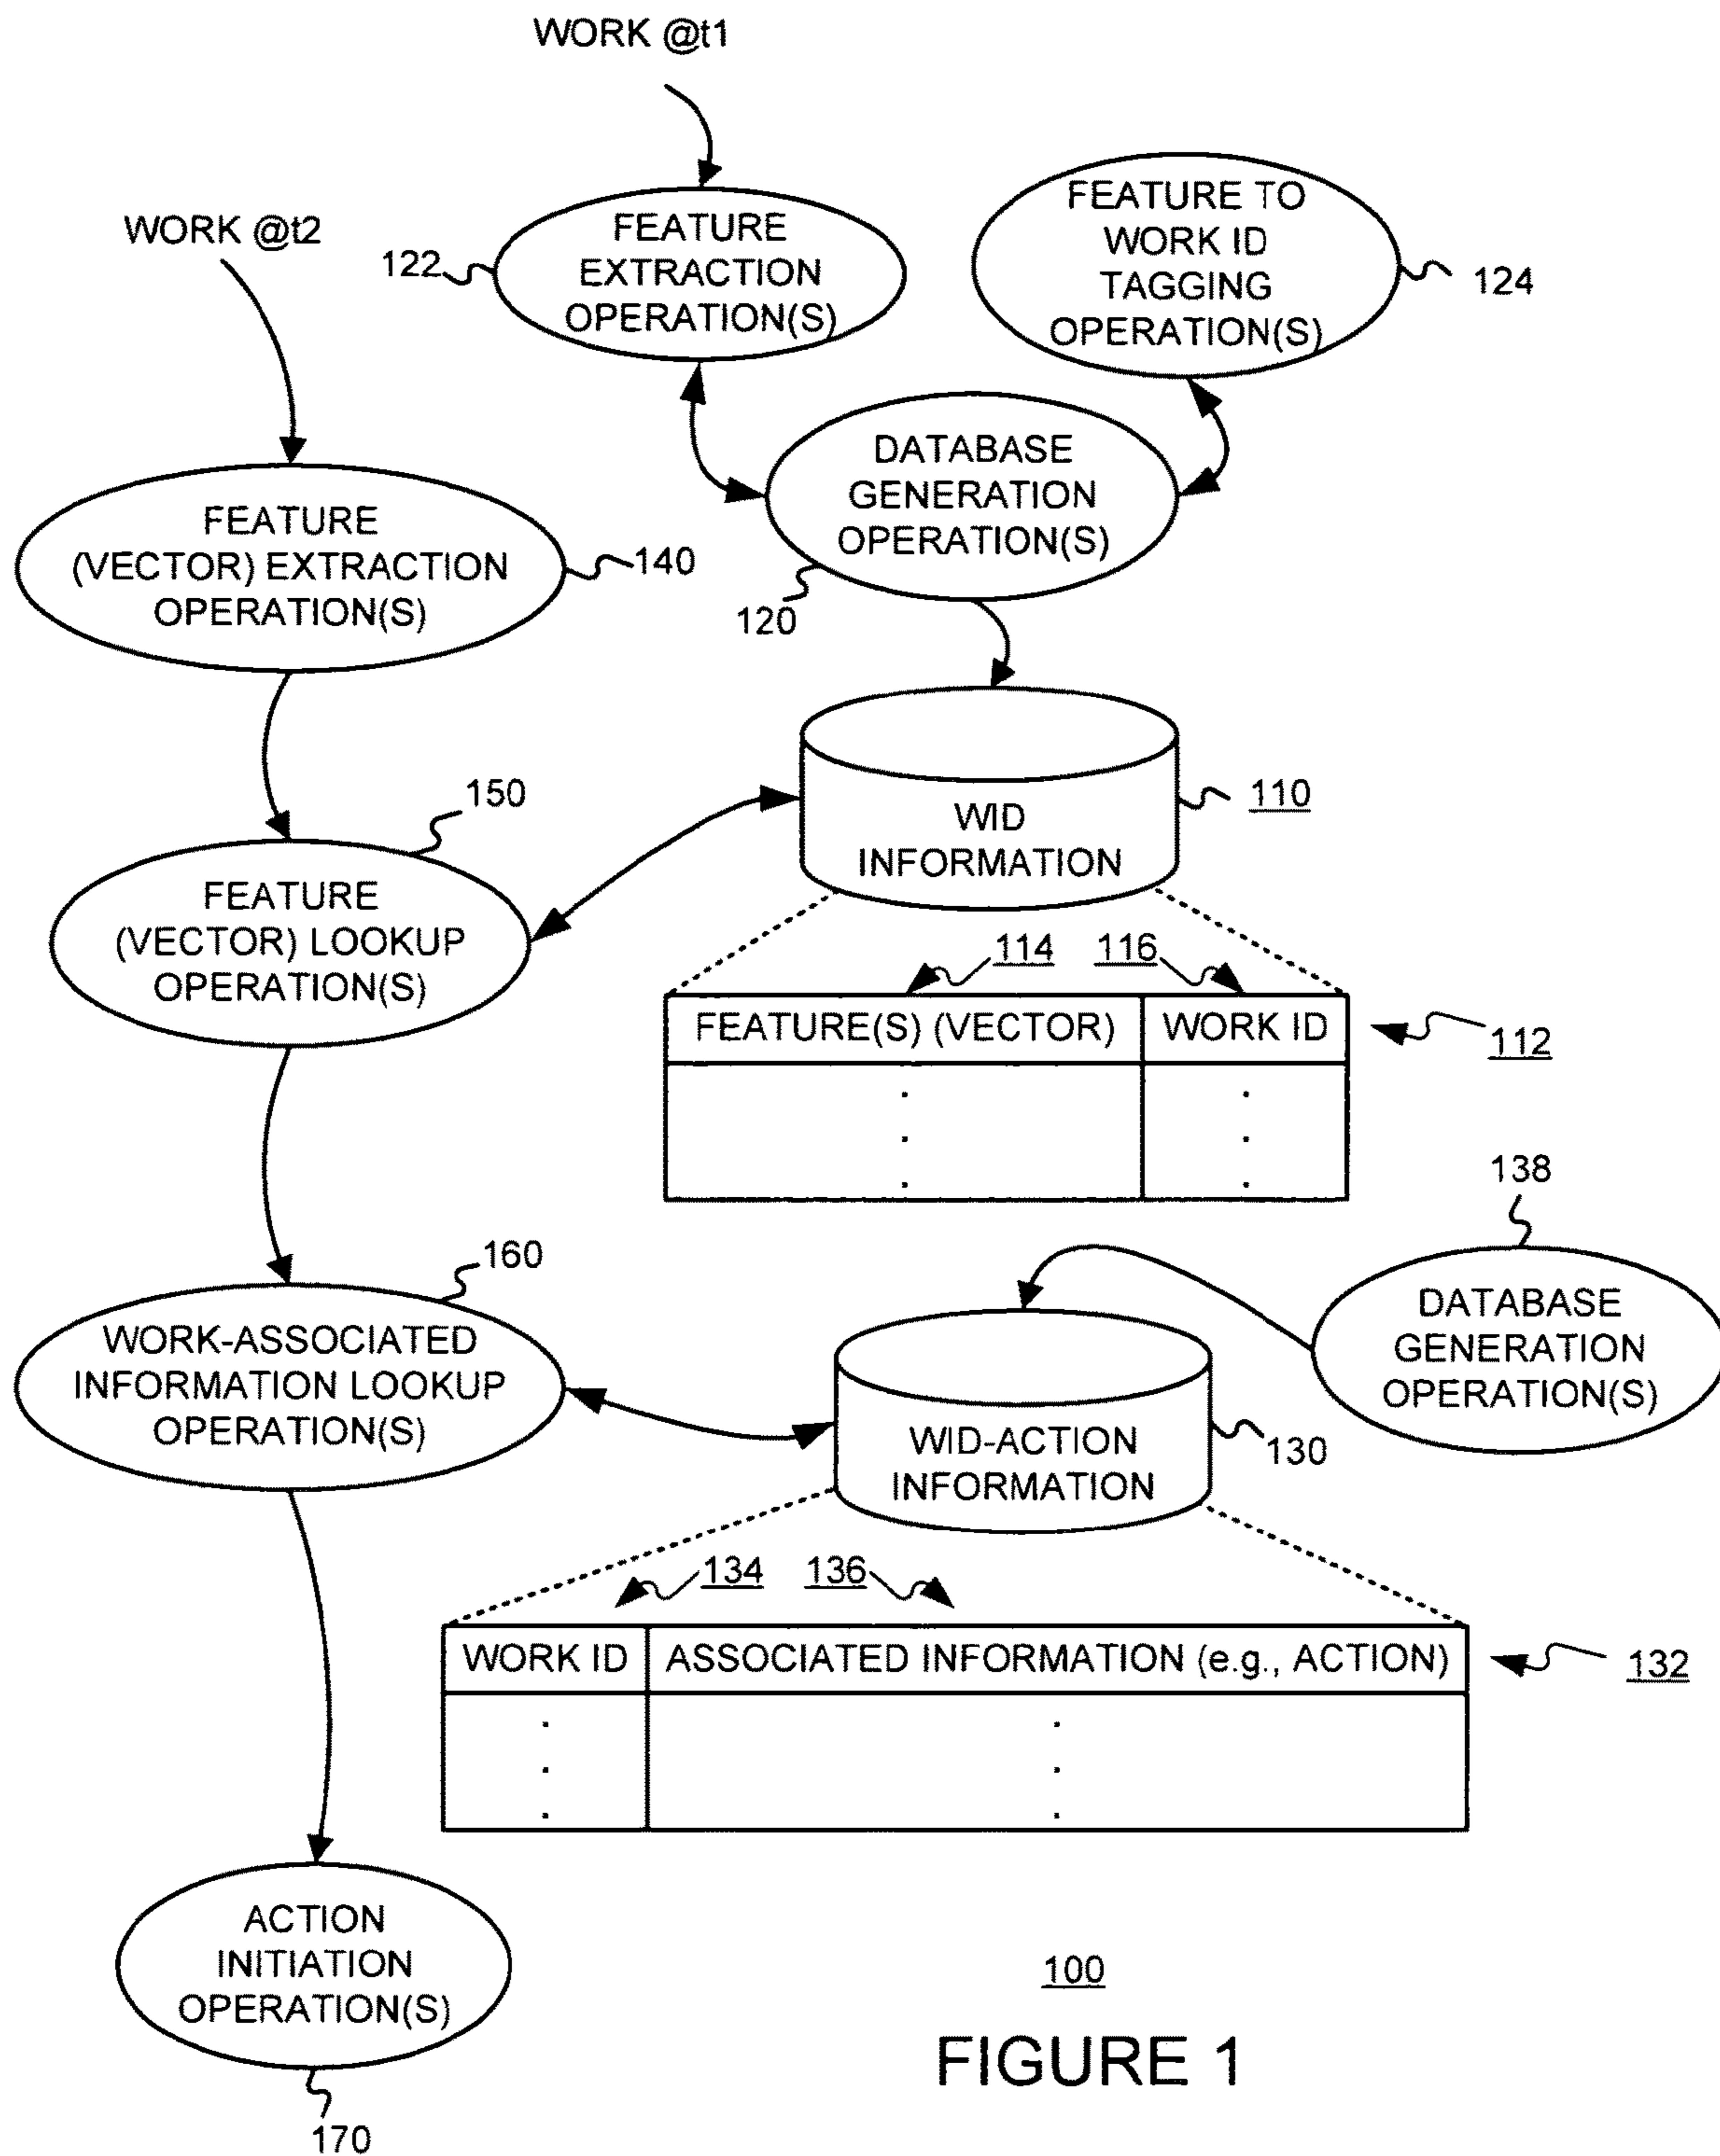 WORK @t1
WORK @t2
122
FEATURE
EXTRACTION
OPERATION(S)
FEATURE TO
WORK ID
TAGGING
OPERATION(S)
124
DATABASE
GENERATION
OPERATION(S)
120
FEATURE
(VECTOR) EXTRACTION
OPERATION(S)
140
WID
INFORMATION
110
150
FEATURE
(VECTOR) LOOKUP
OPERATION(S)
114
116
FEATURE(S) (VECTOR)
WORK ID
112
138
DATABASE
GENERATION
OPERATION(S)
160
WORK-ASSOCIATED
INFORMATION LOOKUP
OPERATION(S)
WID-ACTION
INFORMATION
130
134
136
WORK ID
ASSOCIATED INFORMATION (e.g., ACTION)
132
ACTION
INITIATION
OPERATION(S)
170
100
FIGURE 1